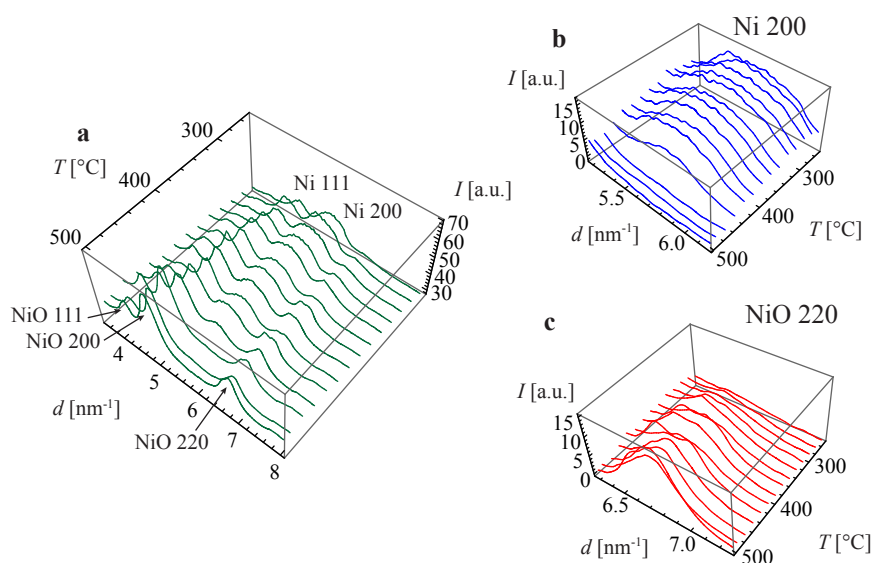 a
T [°C]
300
400
500
Ni 111
Ni 200
I [a.u.]
70
60
50
40
30
NiO 111
NiO 200
NiO 220
4
5
6
7
8
d [nm⁻¹]
b
Ni 200
I [a.u.]
15
10
5
0
5.5
6.0
d [nm⁻¹]
300
400
500
T [°C]
c
NiO 220
I [a.u.]
15
10
5
0
6.5
7.0
d [nm⁻¹]
300
400
500
T [°C]